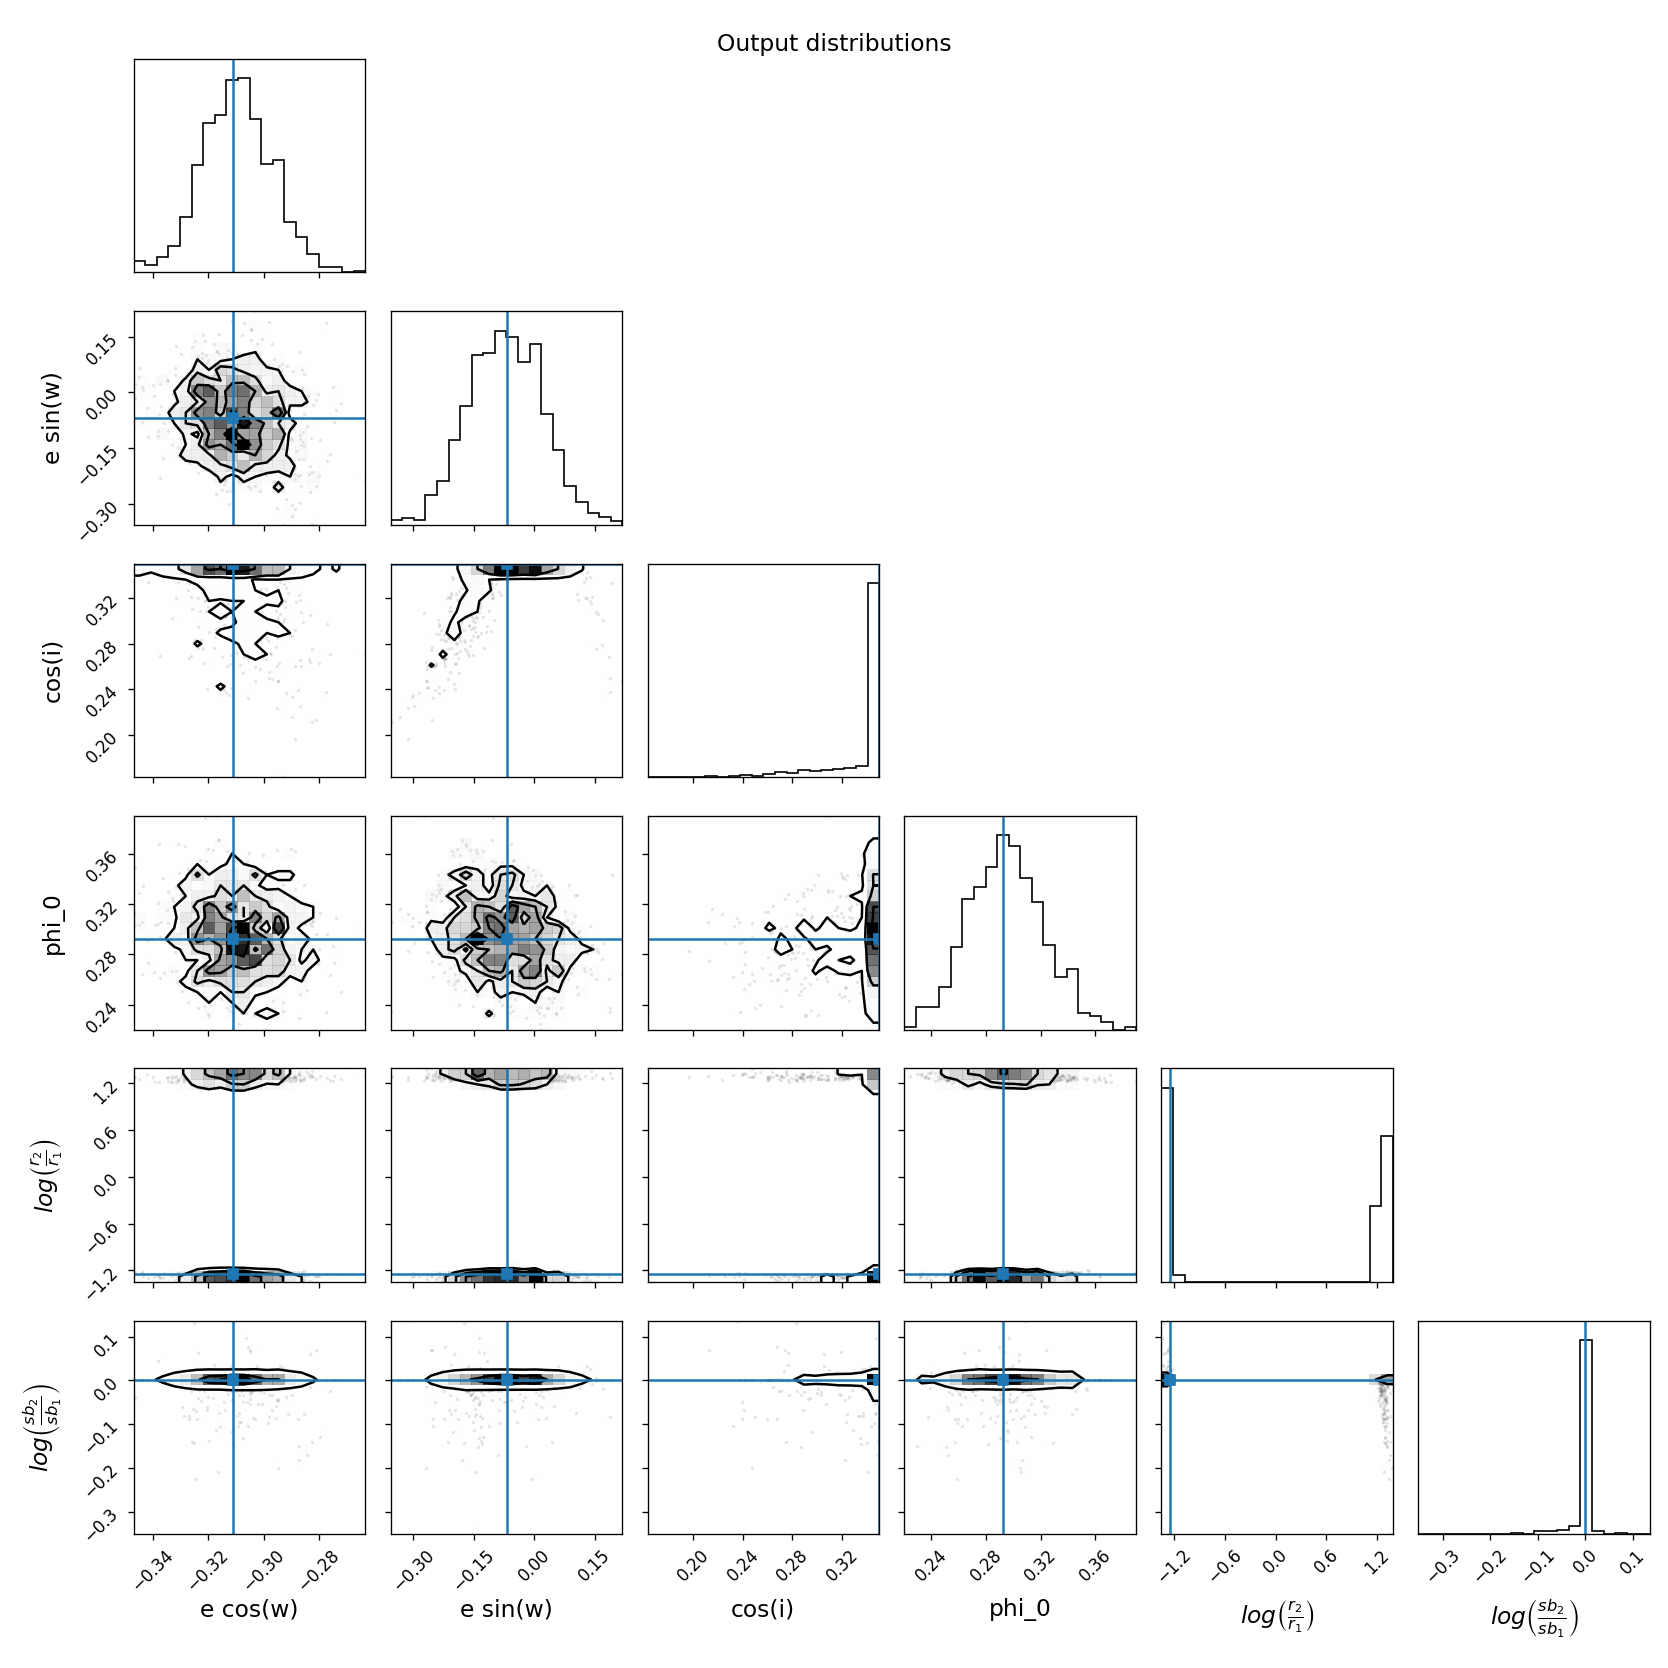 Output distributions
e sin(w)
0.15
0.00
−0.15
−0.30
cos(i)
0.32
0.28
0.24
0.20
phi_0
0.36
0.32
0.28
0.24
log(r₂/r₁)
1.2
0.6
0.0
−0.6
−1.2
log(sb₂/sb₁)
0.1
0.0
−0.1
−0.2
−0.3
−0.34 −0.32 −0.30 −0.28
−0.30 −0.15 0.00 0.15
0.20 0.24 0.28 0.32
0.24 0.28 0.32 0.36
−1.2 −0.6 0.0 0.6 1.2
−0.3 −0.2 −0.1 0.0 0.1
e cos(w)
e sin(w)
cos(i)
phi_0
log(r₂/r₁)
log(sb₂/sb₁)